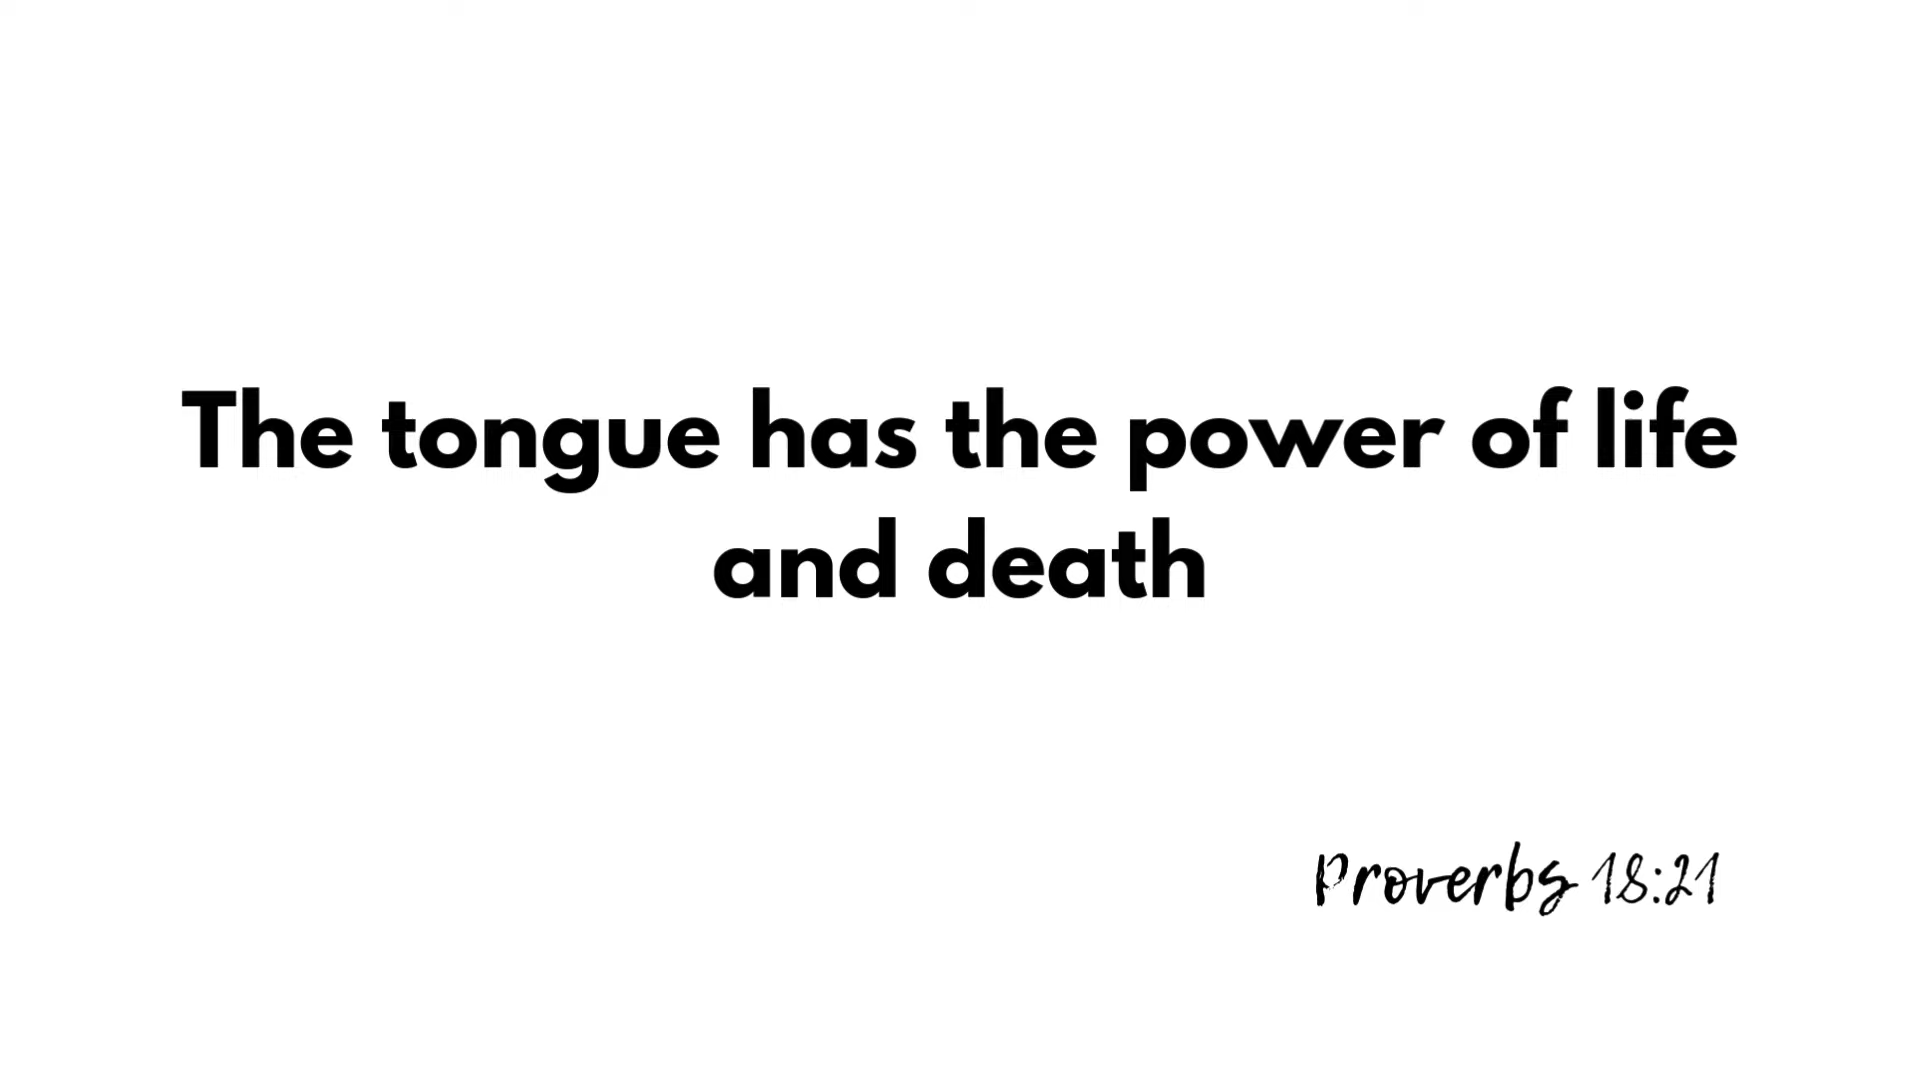 The tongue has the power of life
and death
Proverbs 18:21